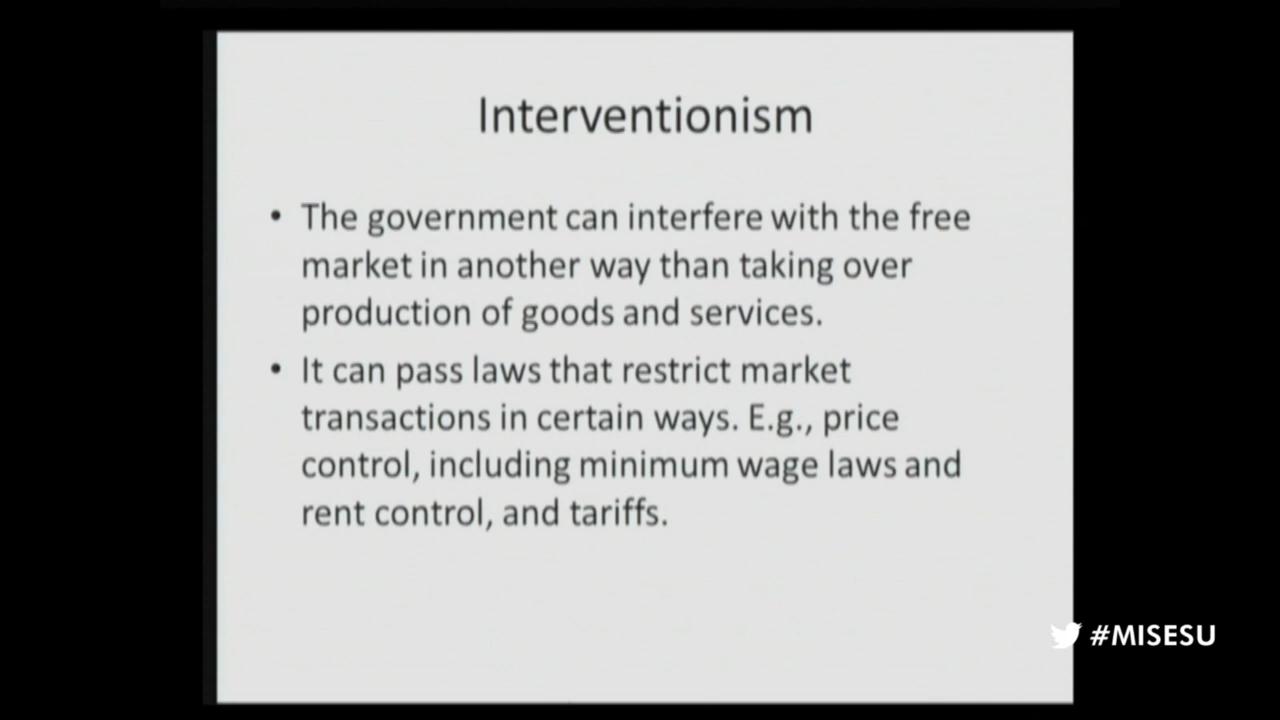 Interventionism
• The government can interfere with the free
market in another way than taking over
production of goods and services.
• It can pass laws that restrict market
transactions in certain ways. E.g., price
control, including minimum wage laws and
rent control, and tariffs.
#MISESU